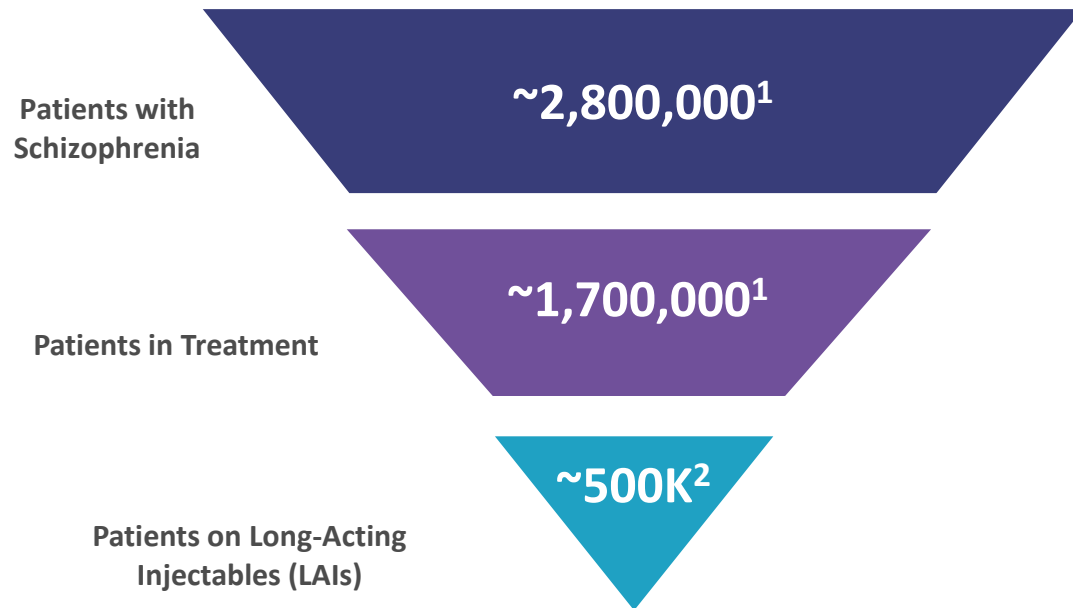 ~2,800,000¹
Patients with
Schizophrenia
~1,700,000¹
Patients in Treatment
~500K²
Patients on Long-Acting
Injectables (LAIs)